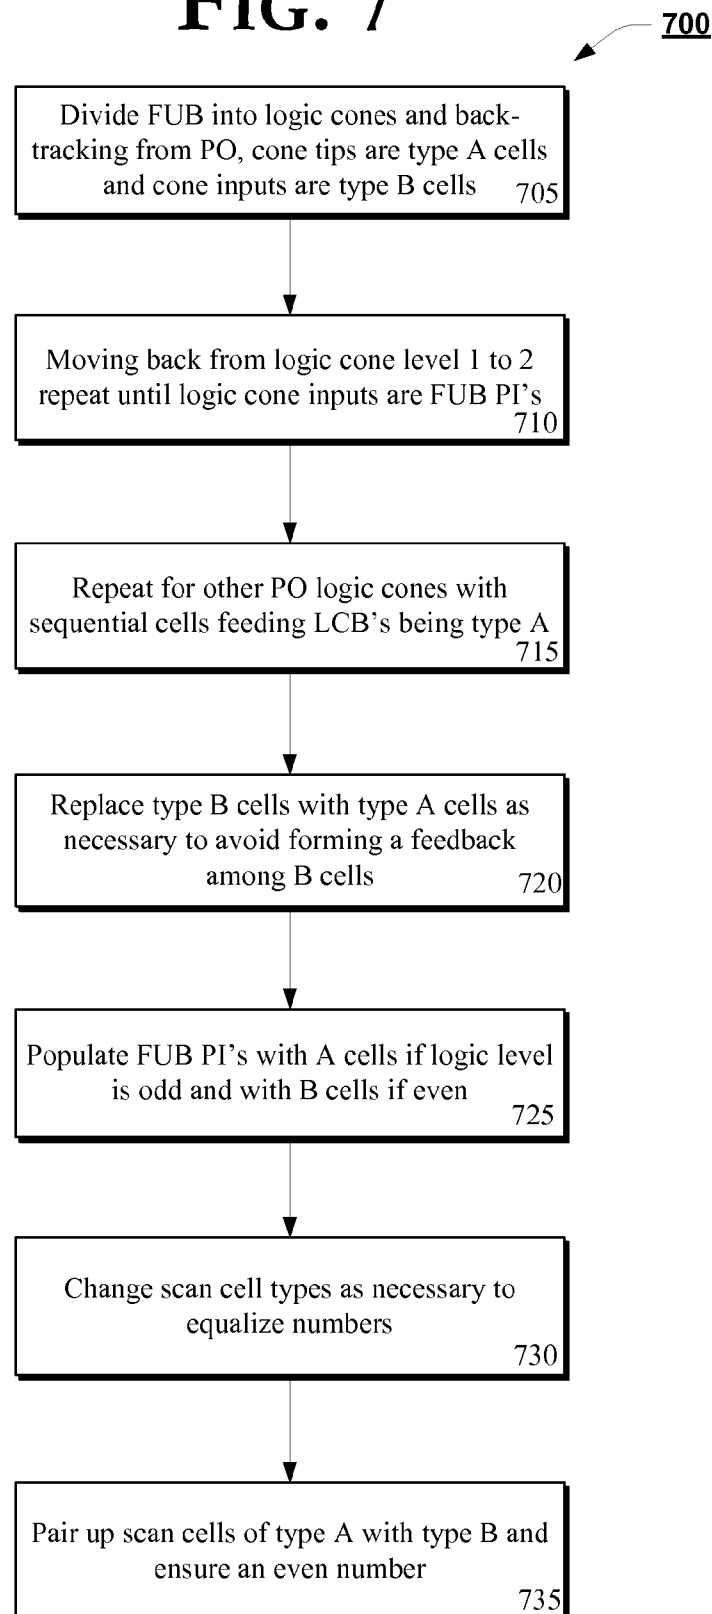 FIG. 7
700
Divide FUB into logic cones and back-
tracking from PO, cone tips are type A cells
and cone inputs are type B cells
705
Moving back from logic cone level 1 to 2
repeat until logic cone inputs are FUB PI's
710
Repeat for other PO logic cones with
sequential cells feeding LCB's being type A
715
Replace type B cells with type A cells as
necessary to avoid forming a feedback
among B cells
720
Populate FUB PI's with A cells if logic level
is odd and with B cells if even
725
Change scan cell types as necessary to
equalize numbers
730
Pair up scan cells of type A with type B and
ensure an even number
735